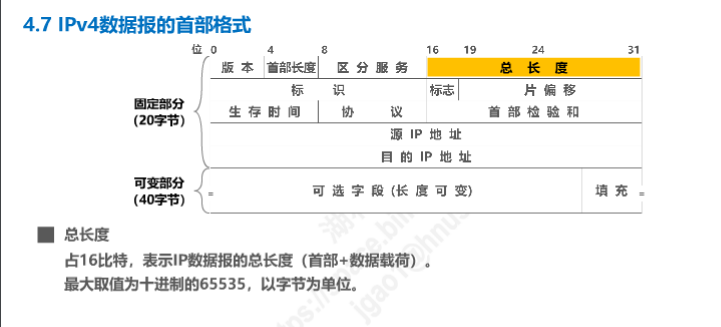 4.7 IPv4数据报的首部格式
位 0 4 8 16 19 24 31
版 本 首部长度 区 分 服 务 总 长 度
标 识 标志 片 偏 移
固定部分
(20字节)
生 存 时 间 协 议 首 部 检 验 和
源 IP 地 址
目 的 IP 地 址
可变部分
(40字节)
可 选 字 段 (长 度 可 变) 填 充
总长度
占16比特，表示IP数据报的总长度（首部+数据载荷）。
最大取值为十进制的65535，以字节为单位。